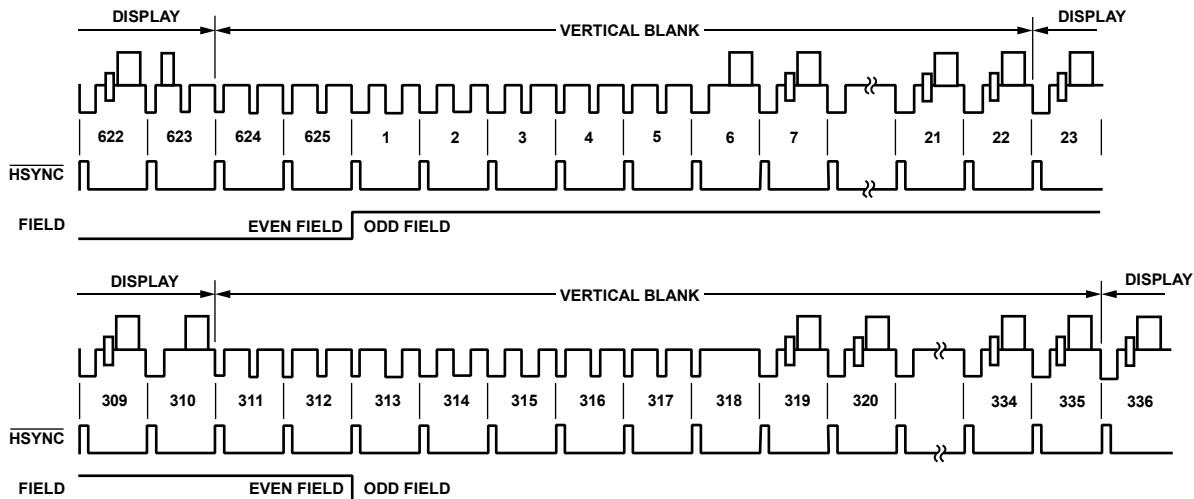 DISPLAY VERTICAL BLANK DISPLAY
622 623 624 625 1 2 3 4 5 6 7 21 22 23
HSYNC
FIELD EVEN FIELD ODD FIELD
DISPLAY VERTICAL BLANK DISPLAY
309 310 311 312 313 314 315 316 317 318 319 320 334 335 336
HSYNC
FIELD EVEN FIELD ODD FIELD